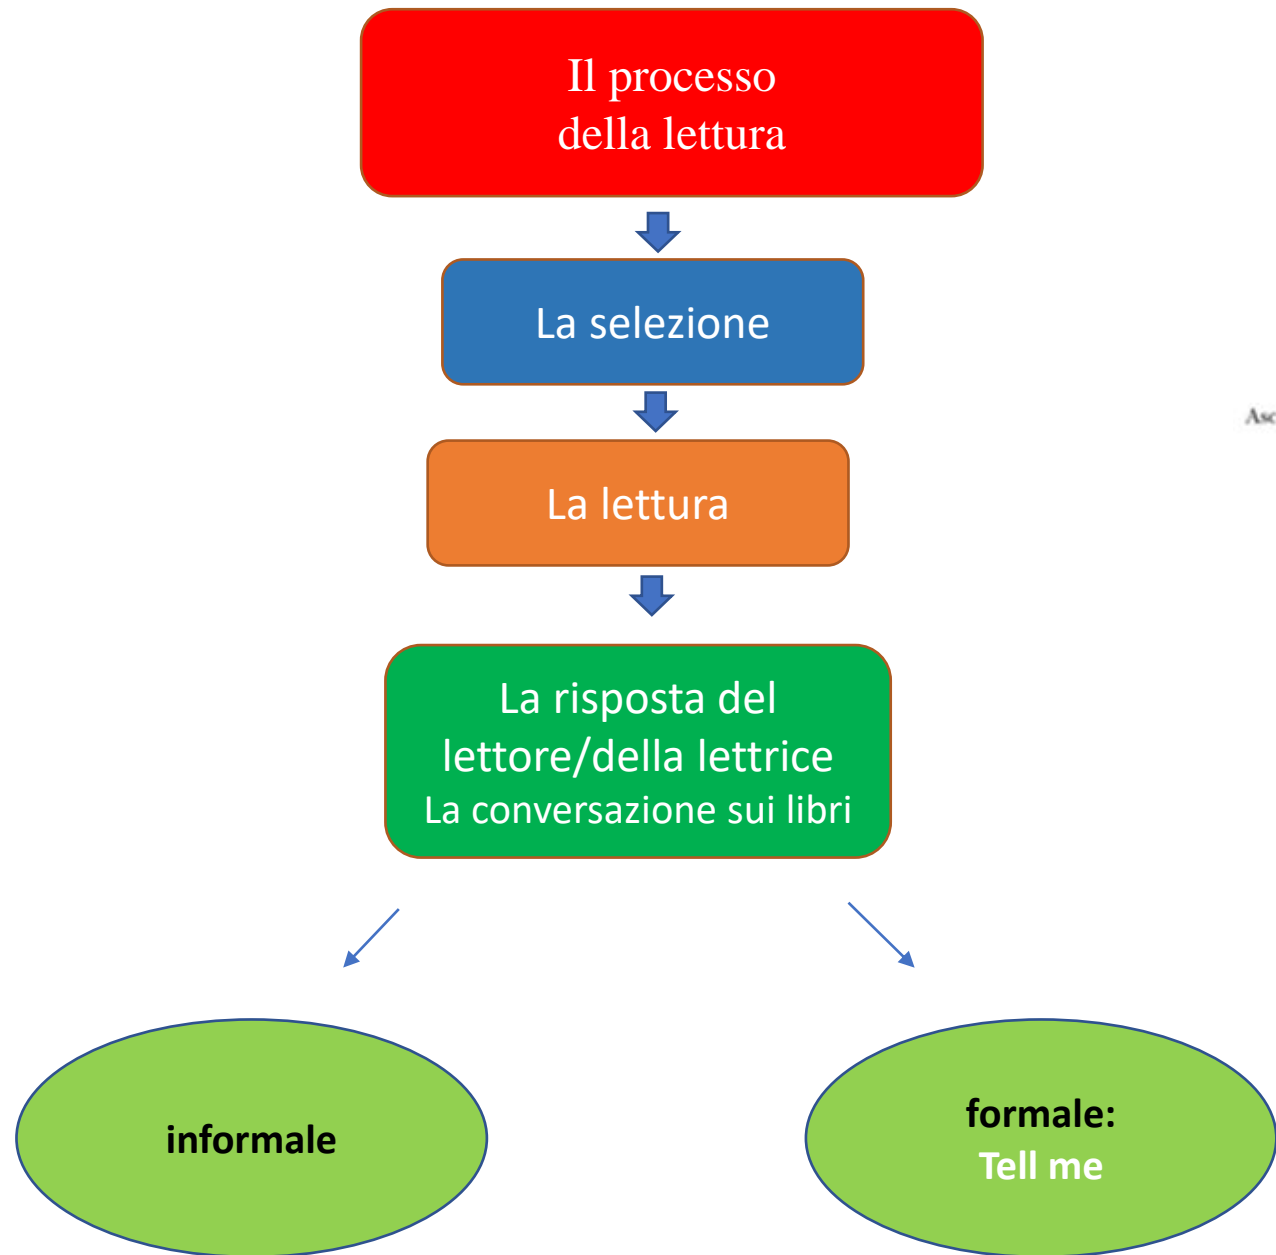 Il processo
della lettura
La selezione
La lettura
La risposta del
lettore/della lettrice
La conversazione sui libri
informale
formale:
Tell me